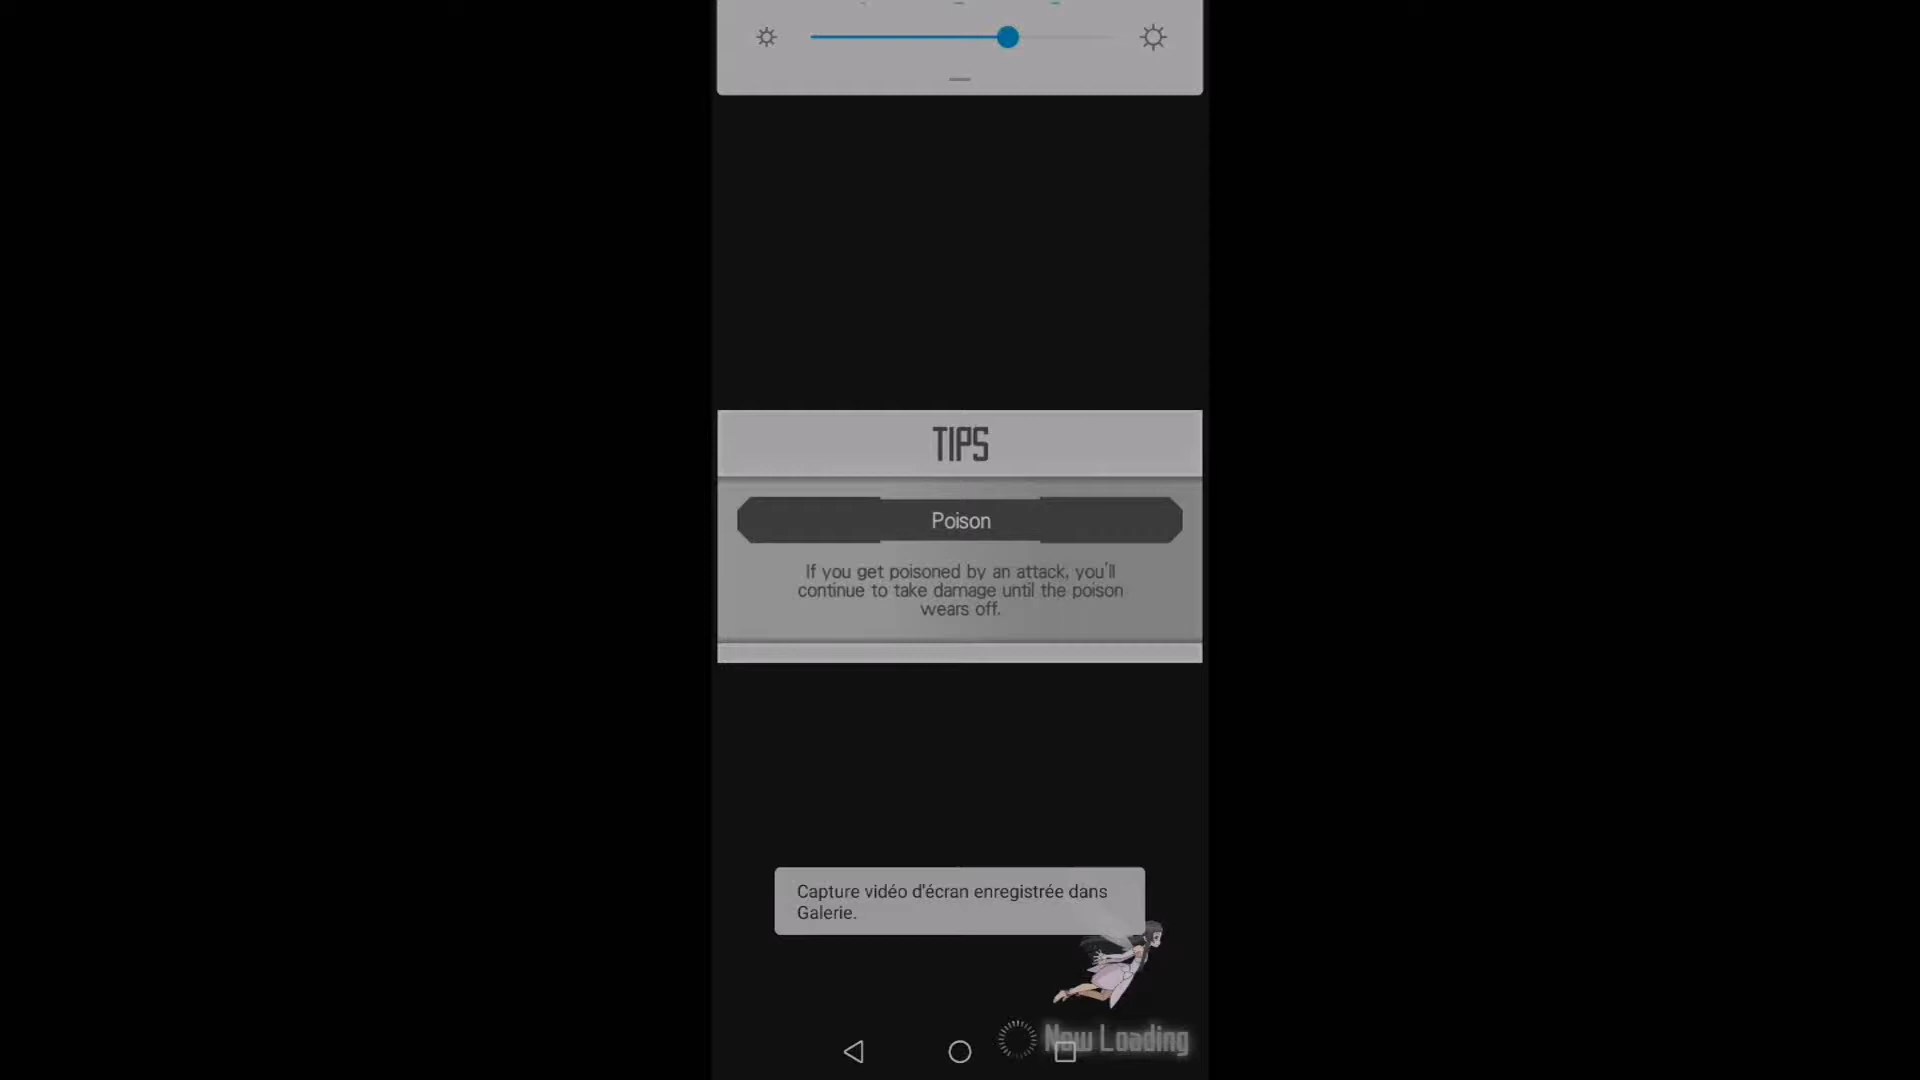 TIPS
Poison
If you get poisoned by an attack, you'll
continue to take damage until the poison
wears off.
Capture vidéo d'écran enregistrée dans
Galerie.
Now Loading